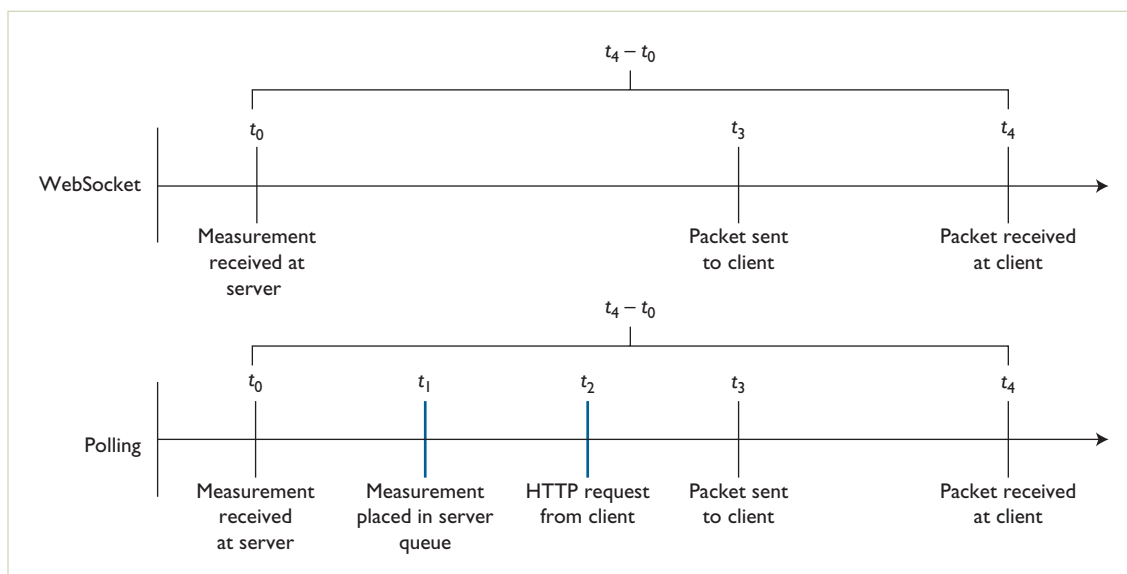 t4 – t0
t0
t3
t4
WebSocket
Measurement
received at
server
Packet sent
to client
Packet received
at client
t4 – t0
t0
t1
t2
t3
t4
Polling
Measurement
received
at server
Measurement
placed in server
queue
HTTP request
from client
Packet sent
to client
Packet received
at client